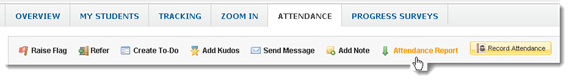 OVERVIEW MY STUDENTS TRACKING ZOOM IN ATTENDANCE PROGRESS SURVEYS
Raise Flag Refer Create To-Do Add Kudos Send Message Add Note Attendance Report Record Attendance